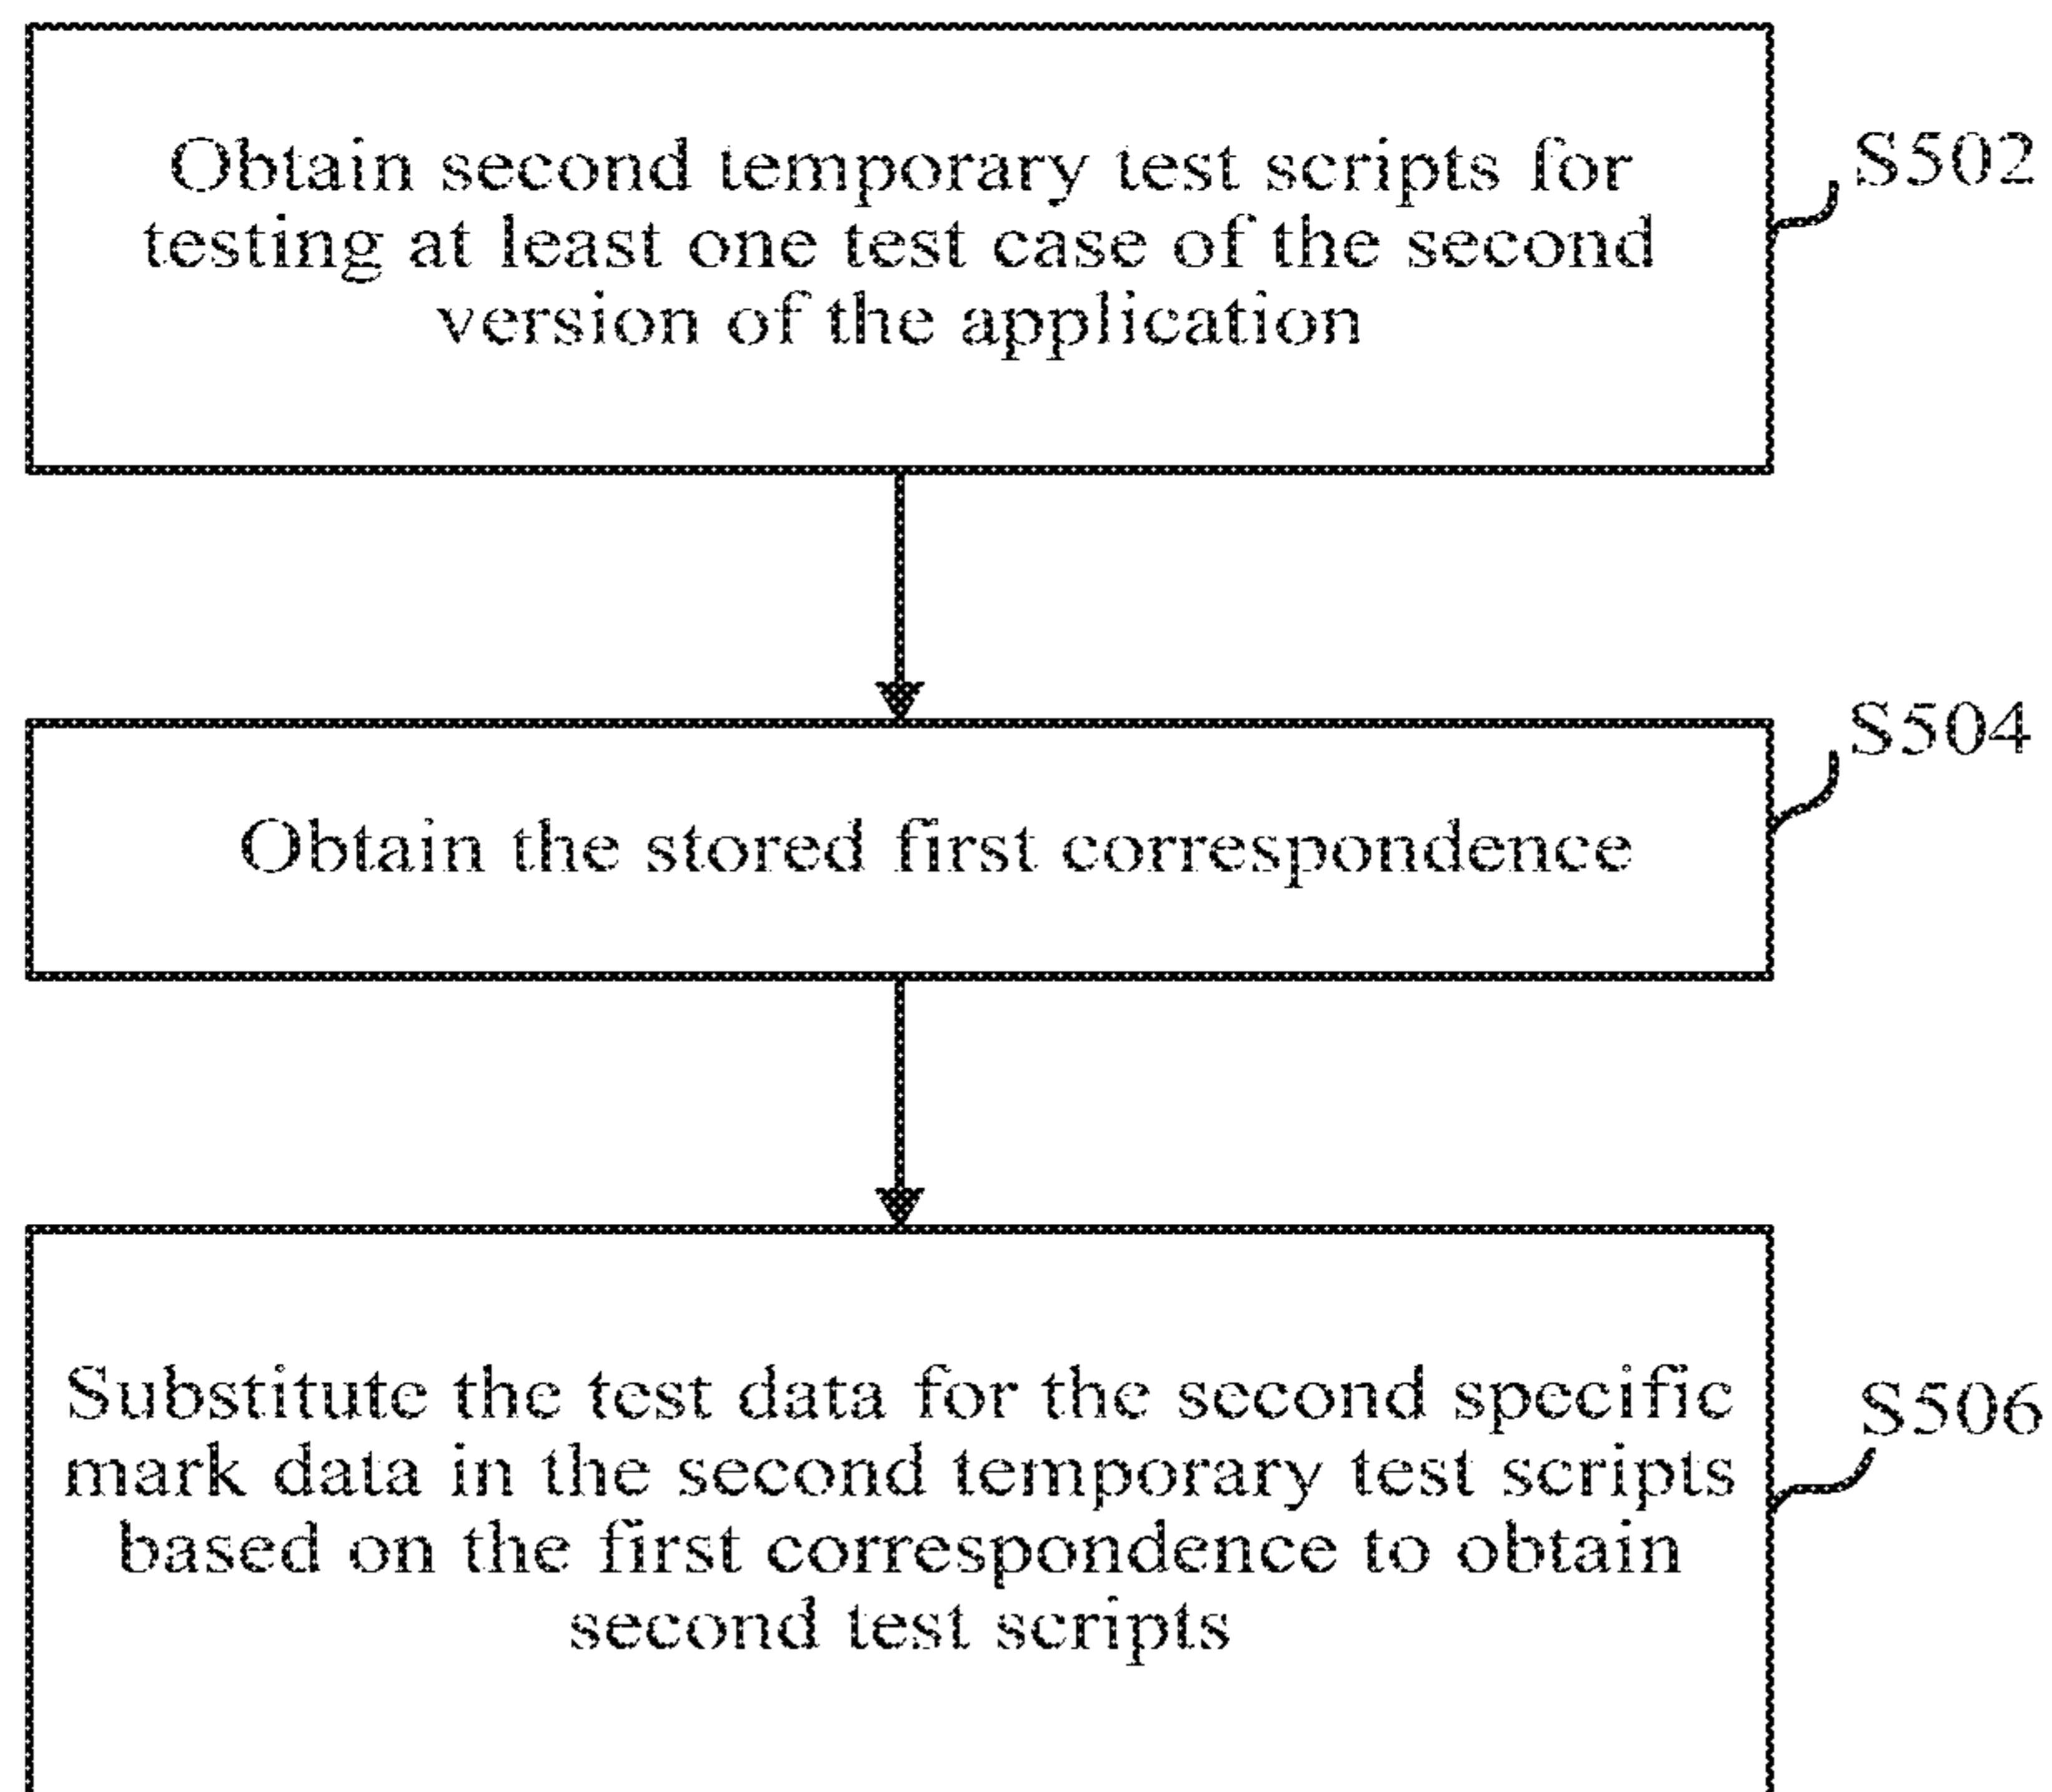 Obtain second temporary test scripts for
testing at least one test case of the second
version of the application
S502
Obtain the stored first correspondence
S504
Substitute the test data for the second specific
mark data in the second temporary test scripts
based on the first correspondence to obtain
second test scripts
S506